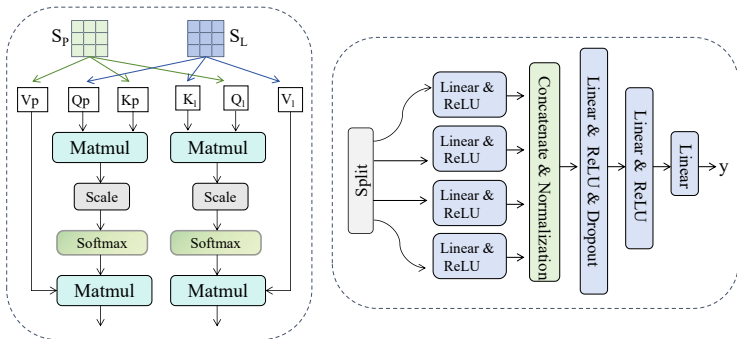 S_P
S_L
Vp
Qp
Kp
K_l
Q_l
V_l
Matmul
Matmul
Scale
Scale
Softmax
Softmax
Matmul
Matmul
Split
Linear &
ReLU
Linear &
ReLU
Linear &
ReLU
Linear &
ReLU
Concatenate & Normalization
Linear & ReLU & Dropout
Linear & ReLU
Linear
y